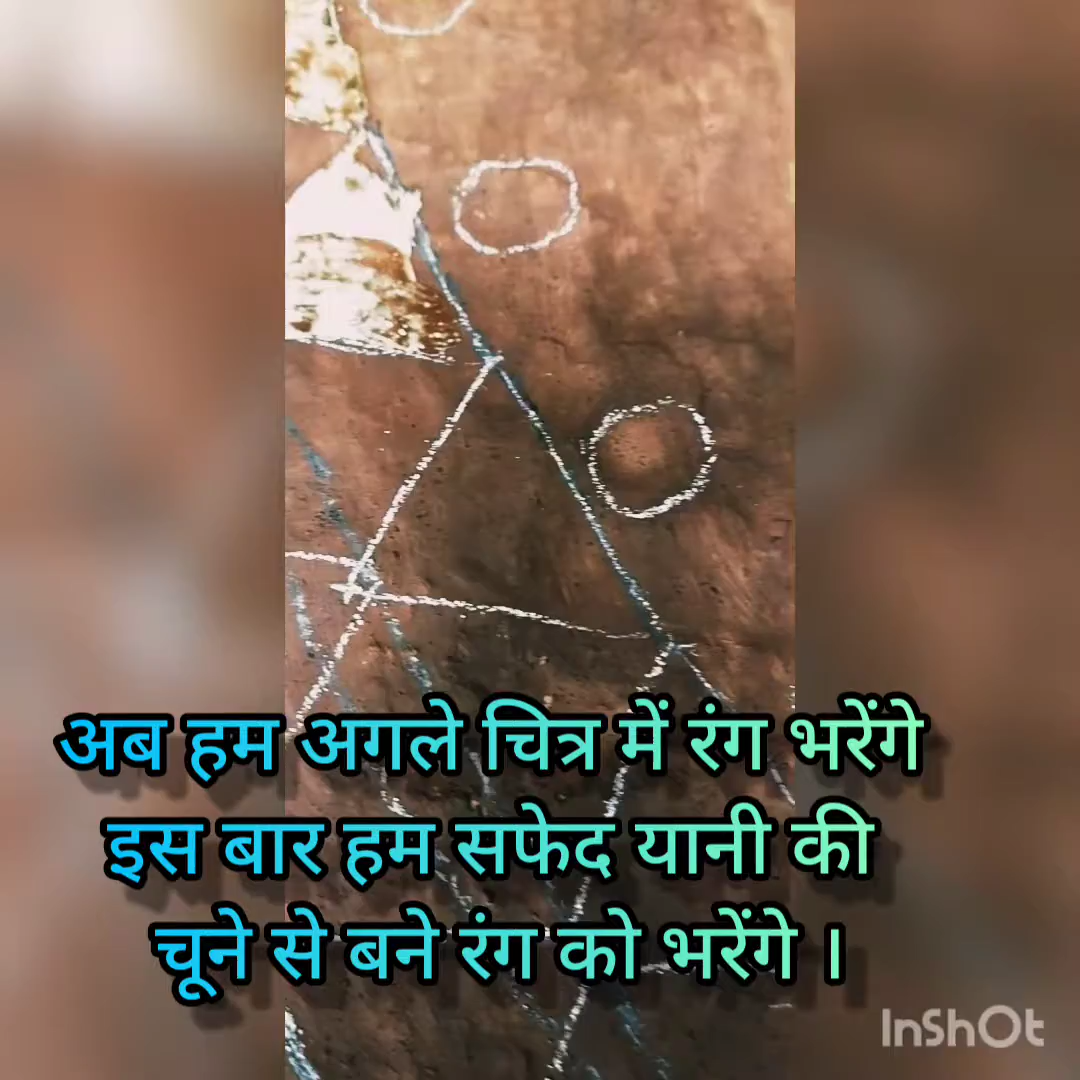 अब हम अगले चित्र में रंग भरेंगे
इस बार हम सफेद यानी की
चूने से बने रंग को भरेंगे ।
InShOt